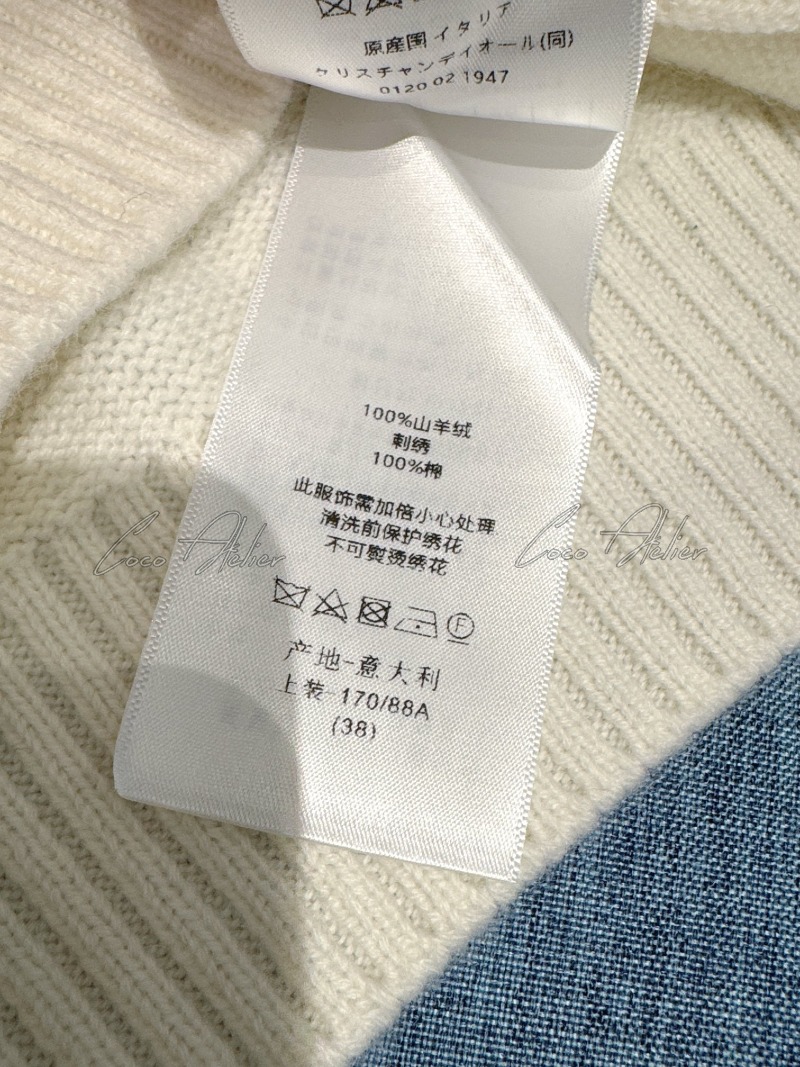 原産国 イタリア
クリスチャンディオール(同)
0120 02 1947
100%山羊绒
刺绣
100%棉
此服饰需加倍小心处理
清洗前保护绣花
不可熨烫绣花
Coco Atelier
Coco Atelier
F
产地-意大利
上装-170/88A
(38)